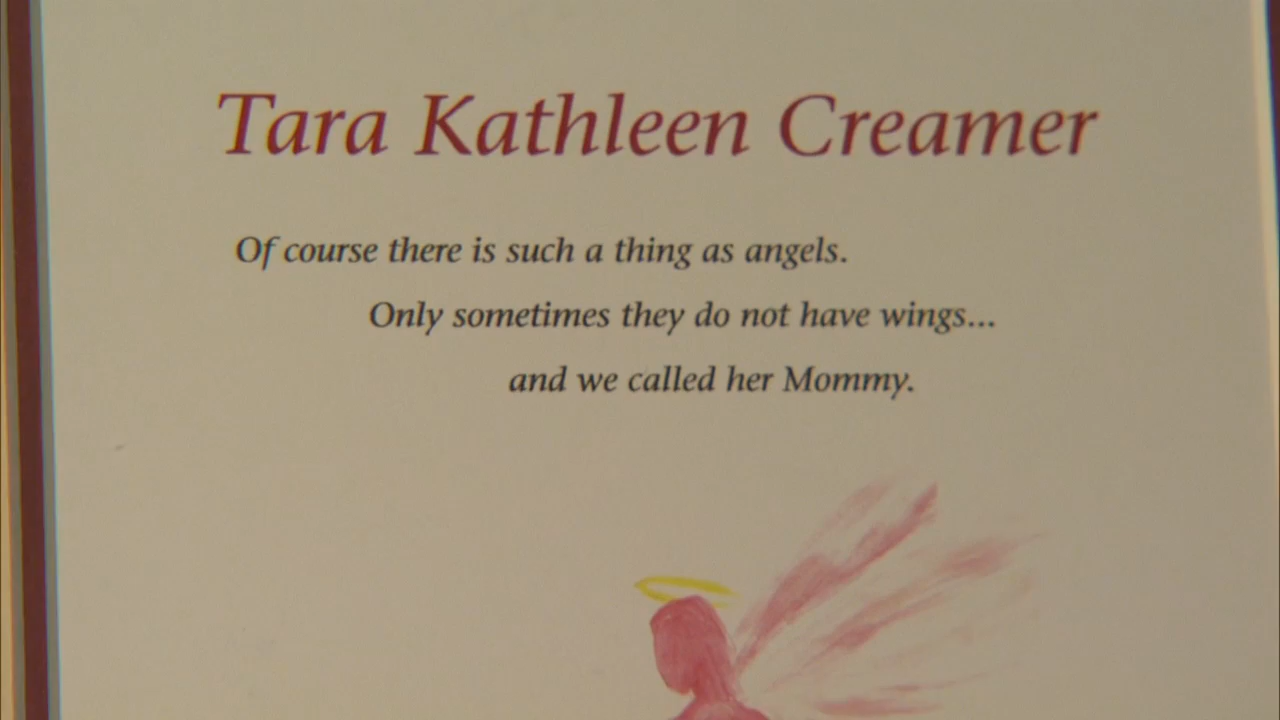 Tara Kathleen Creamer
Of course there is such a thing as angels.
Only sometimes they do not have wings...
and we called her Mommy.